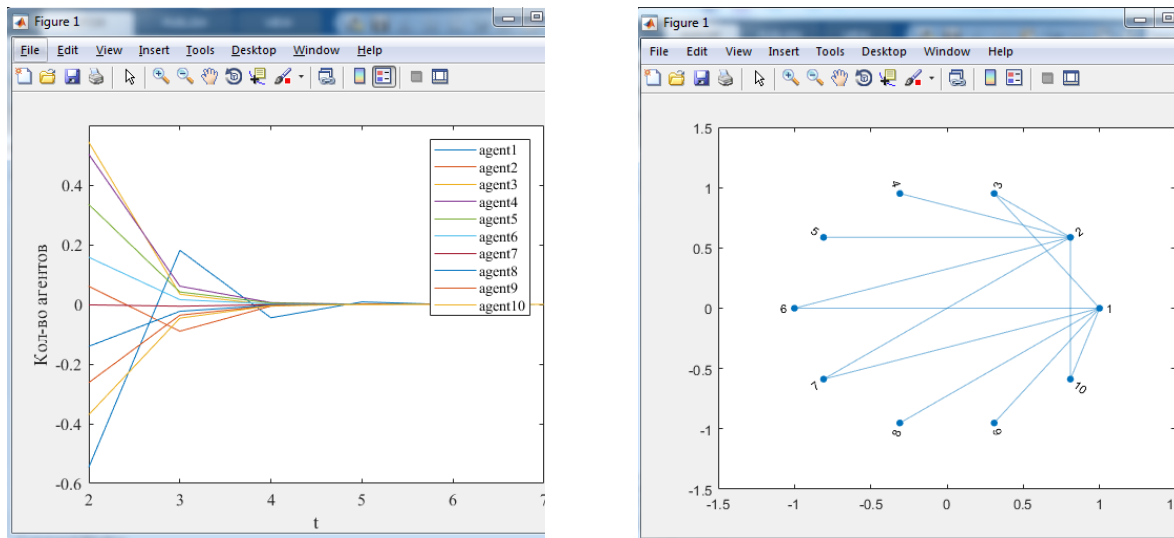 Figure 1
File Edit View Insert Tools Desktop Window Help
0.4
0.2
0
-0.2
-0.4
-0.6
2 3 4 5 6 7
Кол-во агентов
t
agent1
agent2
agent3
agent4
agent5
agent6
agent7
agent8
agent9
agent10
Figure 1
File Edit View Insert Tools Desktop Window Help
1.5
1
0.5
0
-0.5
-1
-1.5
-1.5 -1 -0.5 0 0.5 1
4 3
5 2
6 1
7 10
8 9